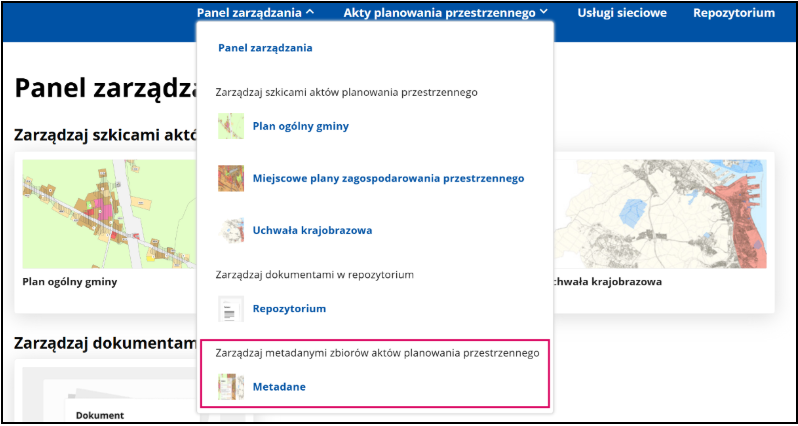 Panel zarządzania Akty planowania przestrzennego Usługi sieciowe Repozytorium
Panel zarządzania
Panel zarządza
Zarządzaj szkicami aktów planowania przestrzennego
Plan ogólny gminy
Zarządzaj szkicami akt
Miejscowe plany zagospodarowania przestrzennego
Uchwała krajobrazowa
Zarządzaj dokumentami w repozytorium
Plan ogólny gminy
chwała krajobrazowa
Repozytorium
Zarządzaj dokumentam
Zarządzaj metadanymi zbiorów aktów planowania przestrzennego
Metadane
Dokument